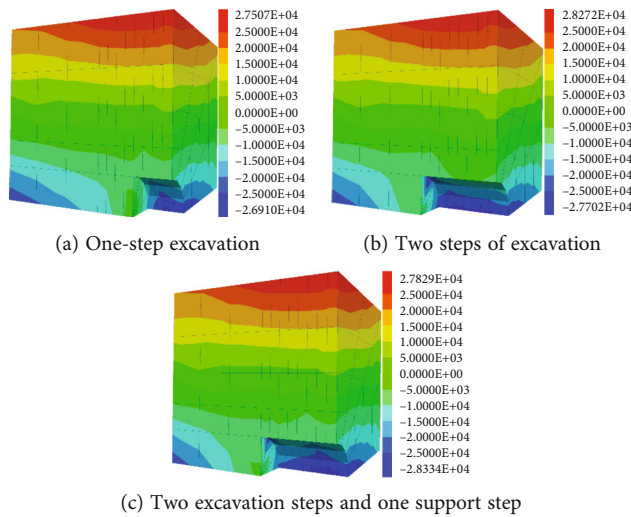 2.7507E+04
2.5000E+04
2.0000E+04
1.5000E+04
1.0000E+04
5.0000E+03
0.0000E+00
–5.0000E+03
–1.0000E+04
–1.5000E+04
–2.0000E+04
–2.5000E+04
–2.6910E+04
(a) One-step excavation
2.8272E+04
2.5000E+04
2.0000E+04
1.5000E+04
1.0000E+04
5.0000E+03
0.0000E+00
–5.0000E+03
–1.0000E+04
–1.5000E+04
–2.0000E+04
–2.5000E+04
–2.7702E+04
(b) Two steps of excavation
2.7829E+04
2.5000E+04
2.0000E+04
1.5000E+04
1.0000E+04
5.0000E+03
0.0000E+00
–5.0000E+03
–1.0000E+04
–1.5000E+04
–2.0000E+04
–2.5000E+04
–2.8334E+04
(c) Two excavation steps and one support step